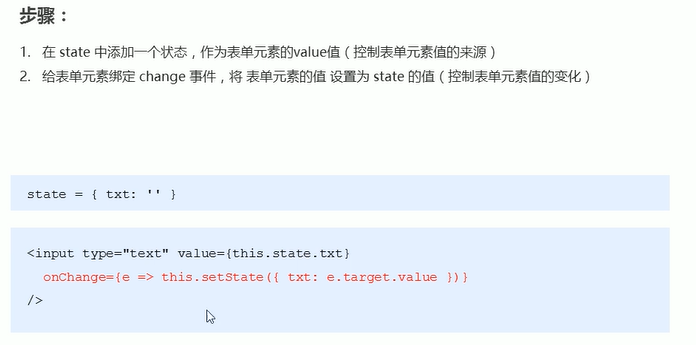 步骤：
1. 在 state 中添加一个状态，作为表单元素的value值（控制表单元素值的来源）
2. 给表单元素绑定 change 事件，将 表单元素的值 设置为 state 的值（控制表单元素值的变化）
state = { txt: '' }
<input type="text" value={this.state.txt}
onChange={e => this.setState({ txt: e.target.value })}
/>